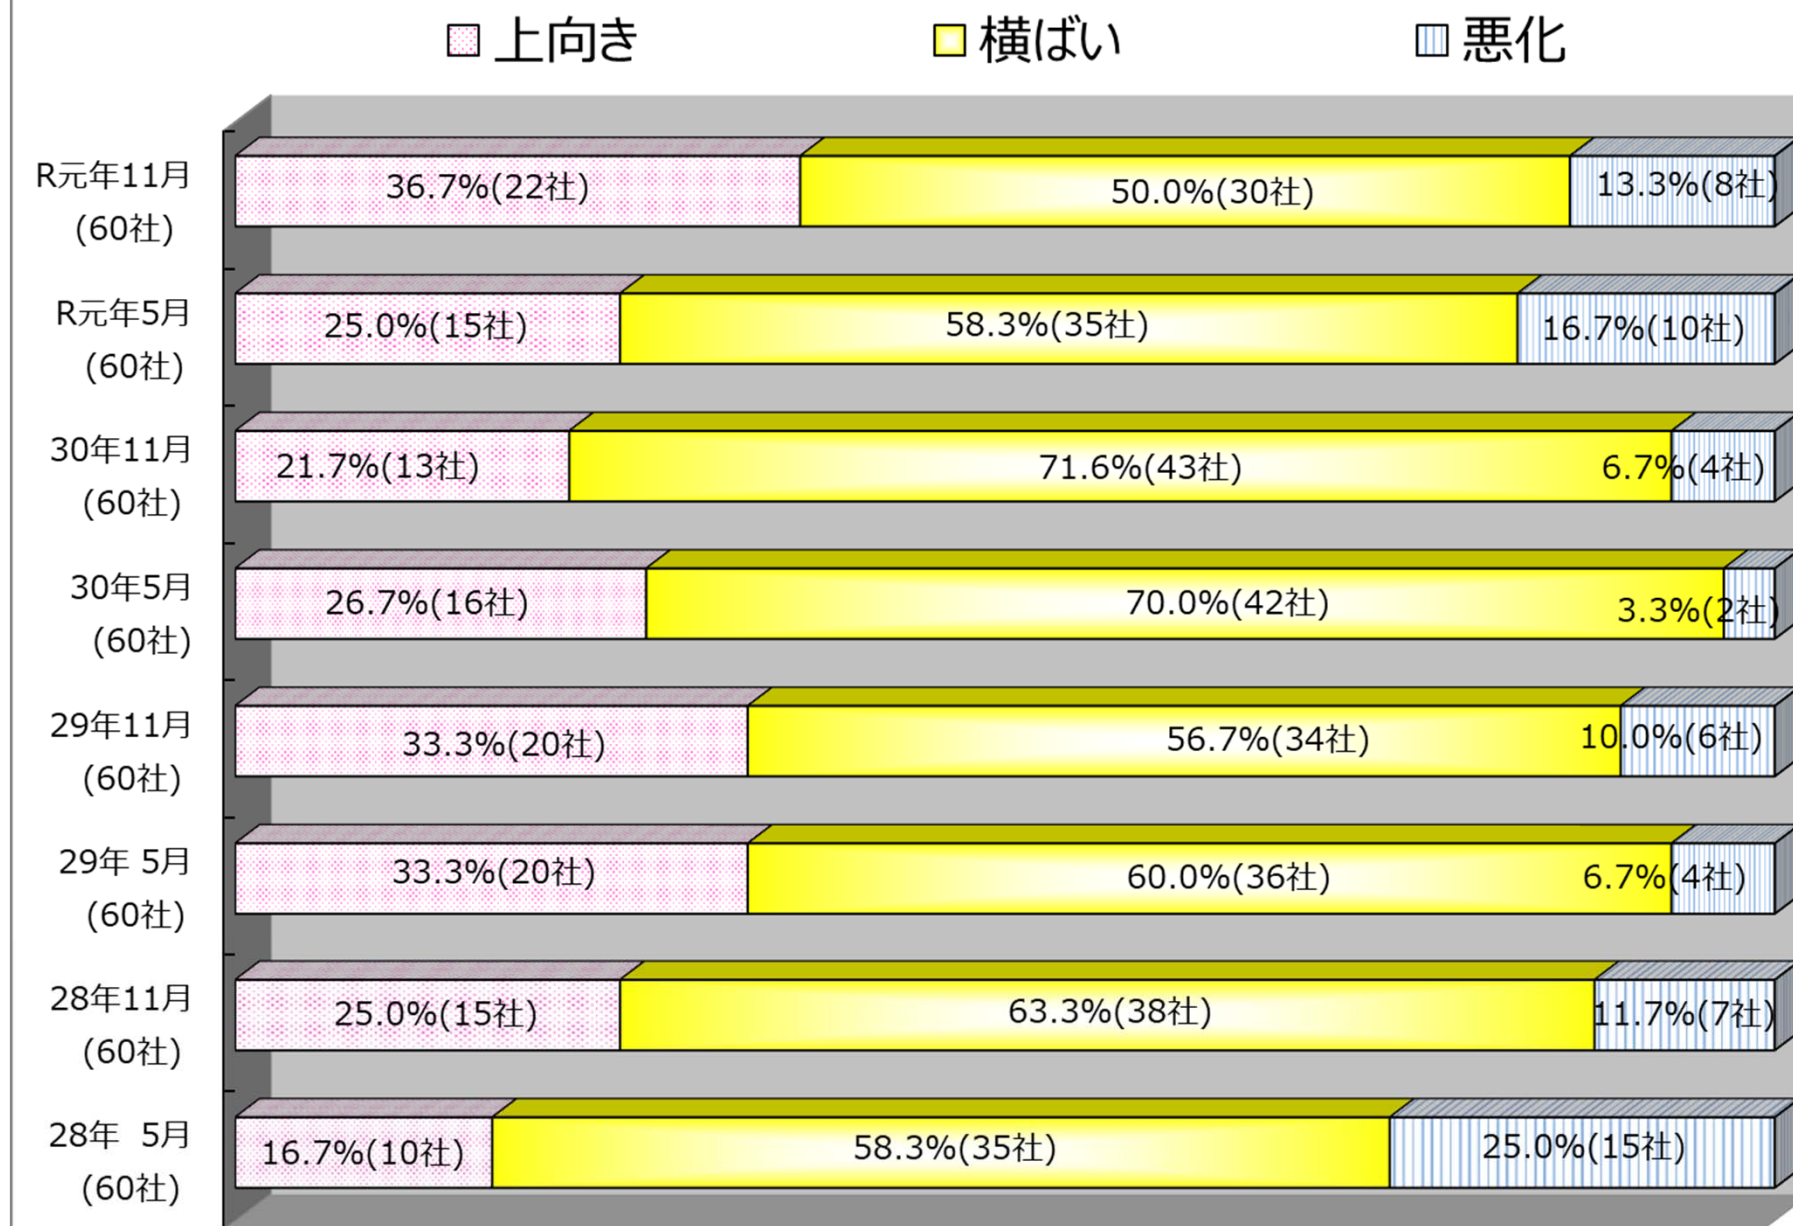 上向き 横ばい 悪化
R元年11月
(60社)
36.7%(22社) 50.0%(30社) 13.3%(8社)
R元年5月
(60社)
25.0%(15社) 58.3%(35社) 16.7%(10社)
30年11月
(60社)
21.7%(13社) 71.6%(43社) 6.7%(4社)
30年5月
(60社)
26.7%(16社) 70.0%(42社) 3.3%(2社)
29年11月
(60社)
33.3%(20社) 56.7%(34社) 10.0%(6社)
29年 5月
(60社)
33.3%(20社) 60.0%(36社) 6.7%(4社)
28年11月
(60社)
25.0%(15社) 63.3%(38社) 11.7%(7社)
28年 5月
(60社)
16.7%(10社) 58.3%(35社) 25.0%(15社)